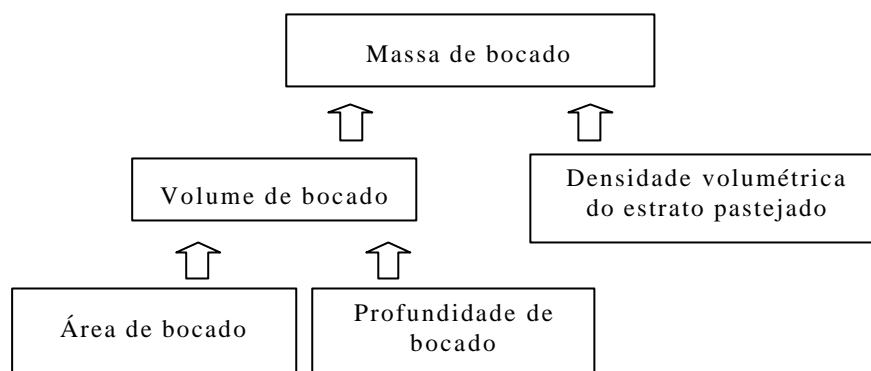 Massa de bocado
Volume de bocado
Densidade volumétrica
do estrato pastejado
Área de bocado
Profundidade de
bocado